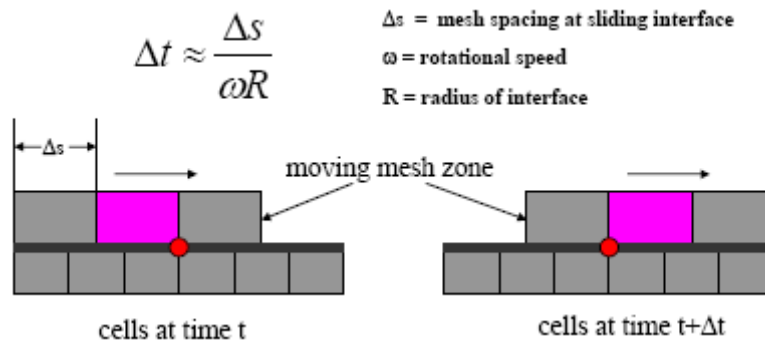 Δt ≈ Δs / ωR
Δs = mesh spacing at sliding interface
ω = rotational speed
R = radius of interface
Δs
moving mesh zone
cells at time t
cells at time t+Δt